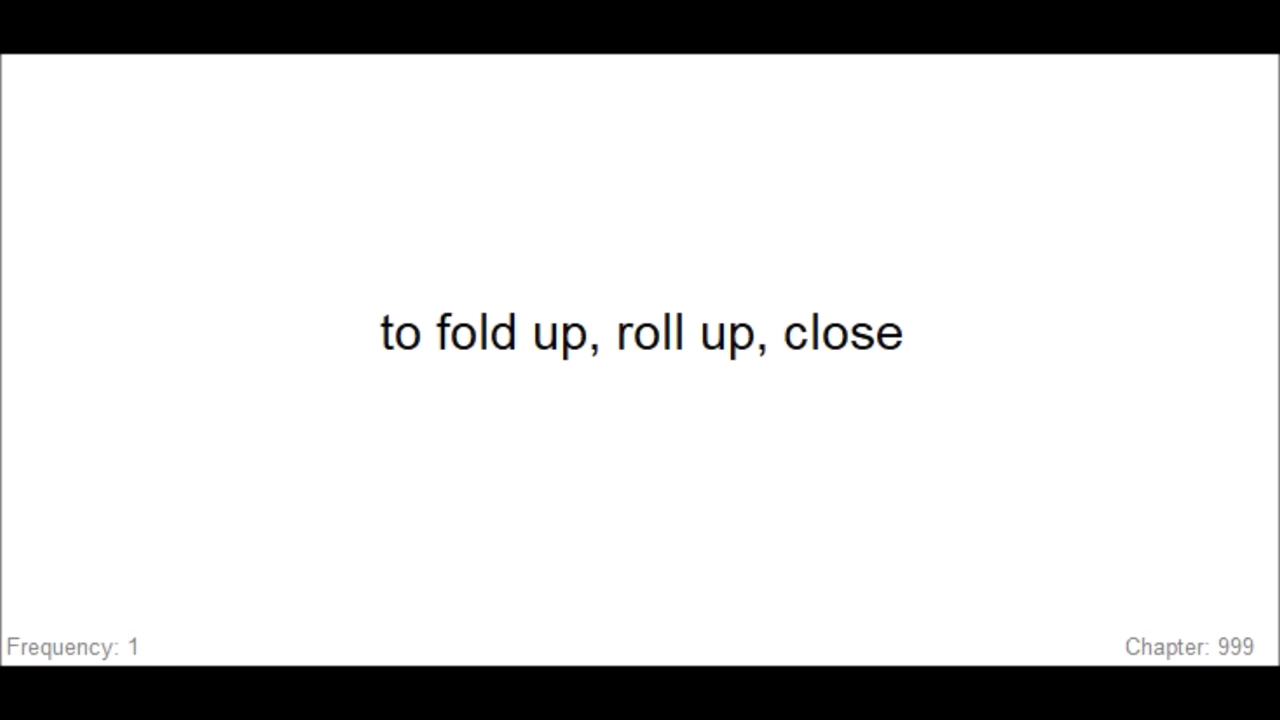 to fold up, roll up, close
Frequency: 1
Chapter: 999